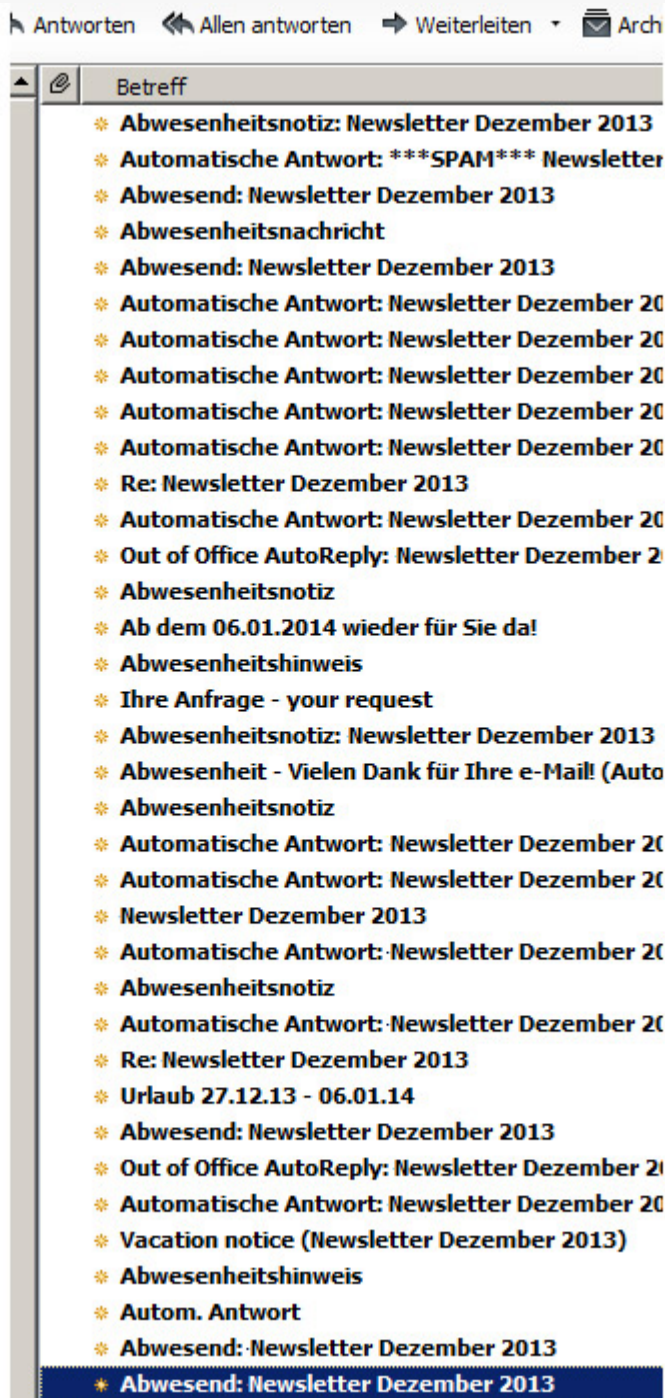 Antworten Allen antworten Weiterleiten Arch
Betreff
Abwesenheitsnotiz: Newsletter Dezember 2013
Automatische Antwort: ***SPAM*** Newsletter
Abwesend: Newsletter Dezember 2013
Abwesenheitsnachricht
Abwesend: Newsletter Dezember 2013
Automatische Antwort: Newsletter Dezember 20
Automatische Antwort: Newsletter Dezember 20
Automatische Antwort: Newsletter Dezember 20
Automatische Antwort: Newsletter Dezember 20
Automatische Antwort: Newsletter Dezember 20
Re: Newsletter Dezember 2013
Automatische Antwort: Newsletter Dezember 20
Out of Office AutoReply: Newsletter Dezember 2
Abwesenheitsnotiz
Ab dem 06.01.2014 wieder für Sie da!
Abwesenheitshinweis
Ihre Anfrage - your request
Abwesenheitsnotiz: Newsletter Dezember 2013
Abwesenheit - Vielen Dank für Ihre e-Mail! (Auto
Abwesenheitsnotiz
Automatische Antwort: Newsletter Dezember 20
Automatische Antwort: Newsletter Dezember 20
Newsletter Dezember 2013
Automatische Antwort: Newsletter Dezember 20
Abwesenheitsnotiz
Automatische Antwort: Newsletter Dezember 20
Re: Newsletter Dezember 2013
Urlaub 27.12.13 - 06.01.14
Abwesend: Newsletter Dezember 2013
Out of Office AutoReply: Newsletter Dezember 2
Automatische Antwort: Newsletter Dezember 20
Vacation notice (Newsletter Dezember 2013)
Abwesenheitshinweis
Autom. Antwort
Abwesend: Newsletter Dezember 2013
Abwesend: Newsletter Dezember 2013